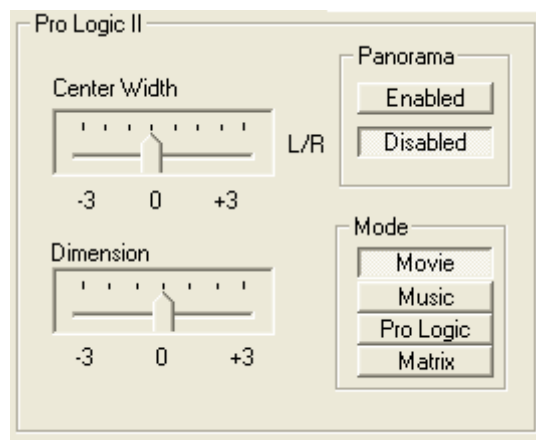 Pro Logic II
Center Width
L/R
-3 0 +3
Dimension
-3 0 +3
Panorama
Enabled
Disabled
Mode
Movie
Music
Pro Logic
Matrix